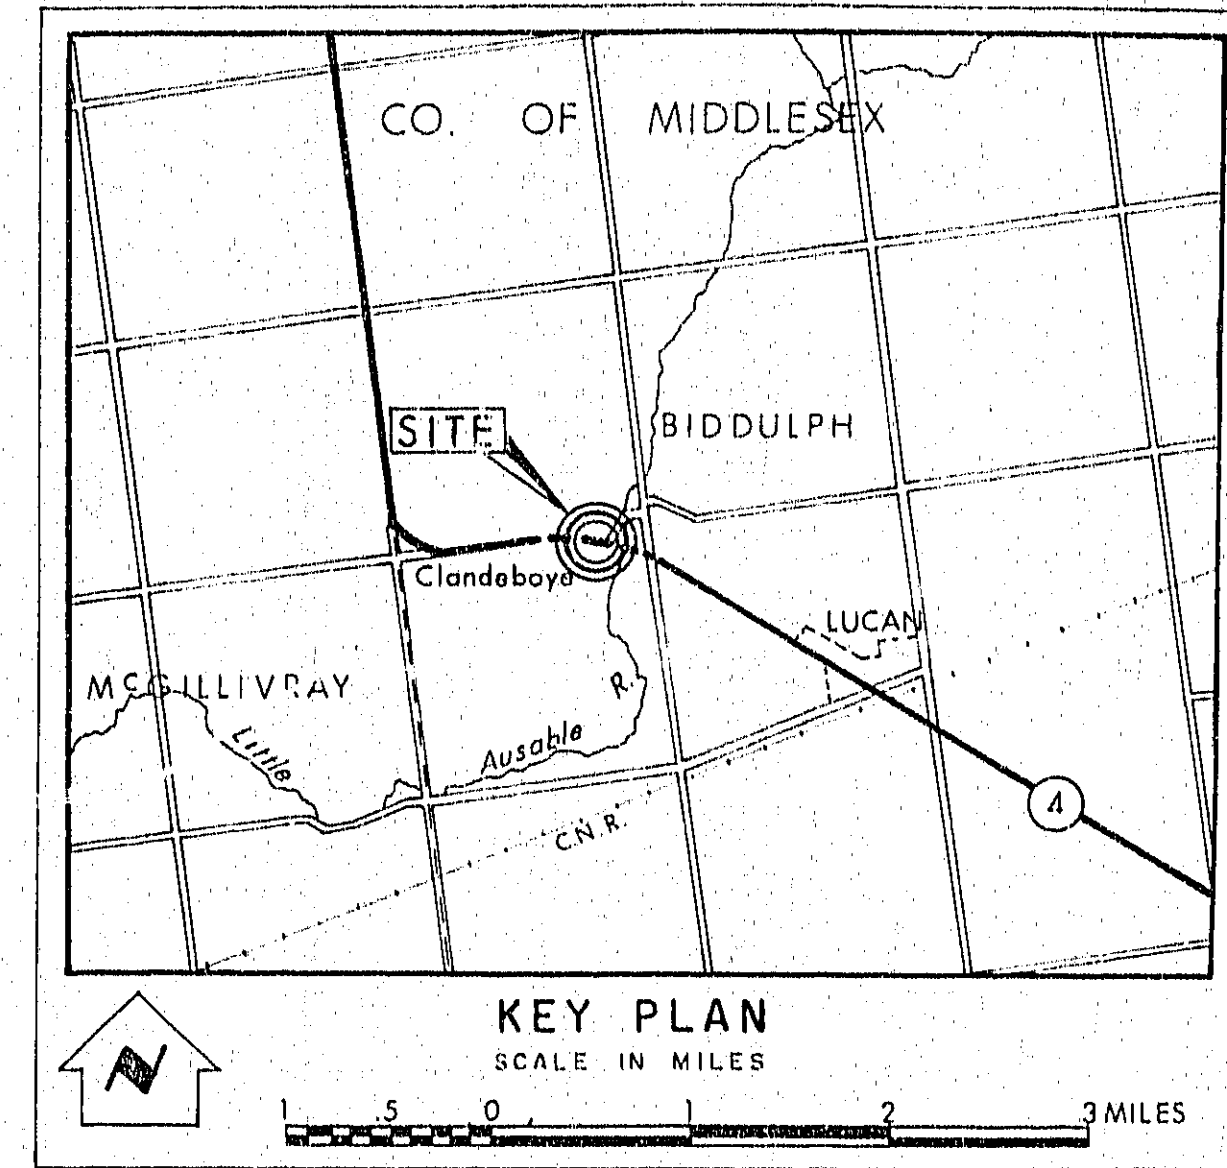 CO. OF MIDDLESEX
SITE
BIDDULPH
Clandeboye
LUCAN
McGILLIVRAY
R.
Little
Ausable
4
C.N.R.
KEY PLAN
SCALE IN MILES
N
1 .5 0 1 2 3 MILES